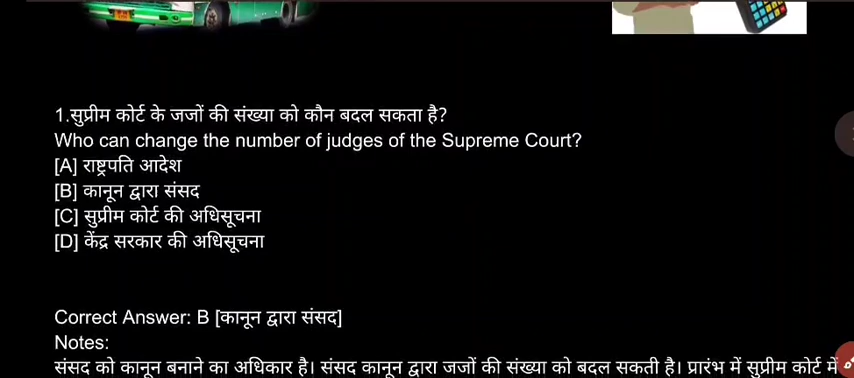 1.सुप्रीम कोर्ट के जजों की संख्या को कौन बदल सकता है?
Who can change the number of judges of the Supreme Court?
[A] राष्ट्रपति आदेश
[B] कानून द्वारा संसद
[C] सुप्रीम कोर्ट की अधिसूचना
[D] केंद्र सरकार की अधिसूचना
Correct Answer: B [कानून द्वारा संसद]
Notes:
संसद को कानून बनाने का अधिकार है। संसद कानून द्वारा जजों की संख्या को बदल सकती है। प्रारंभ में सुप्रीम कोर्ट में